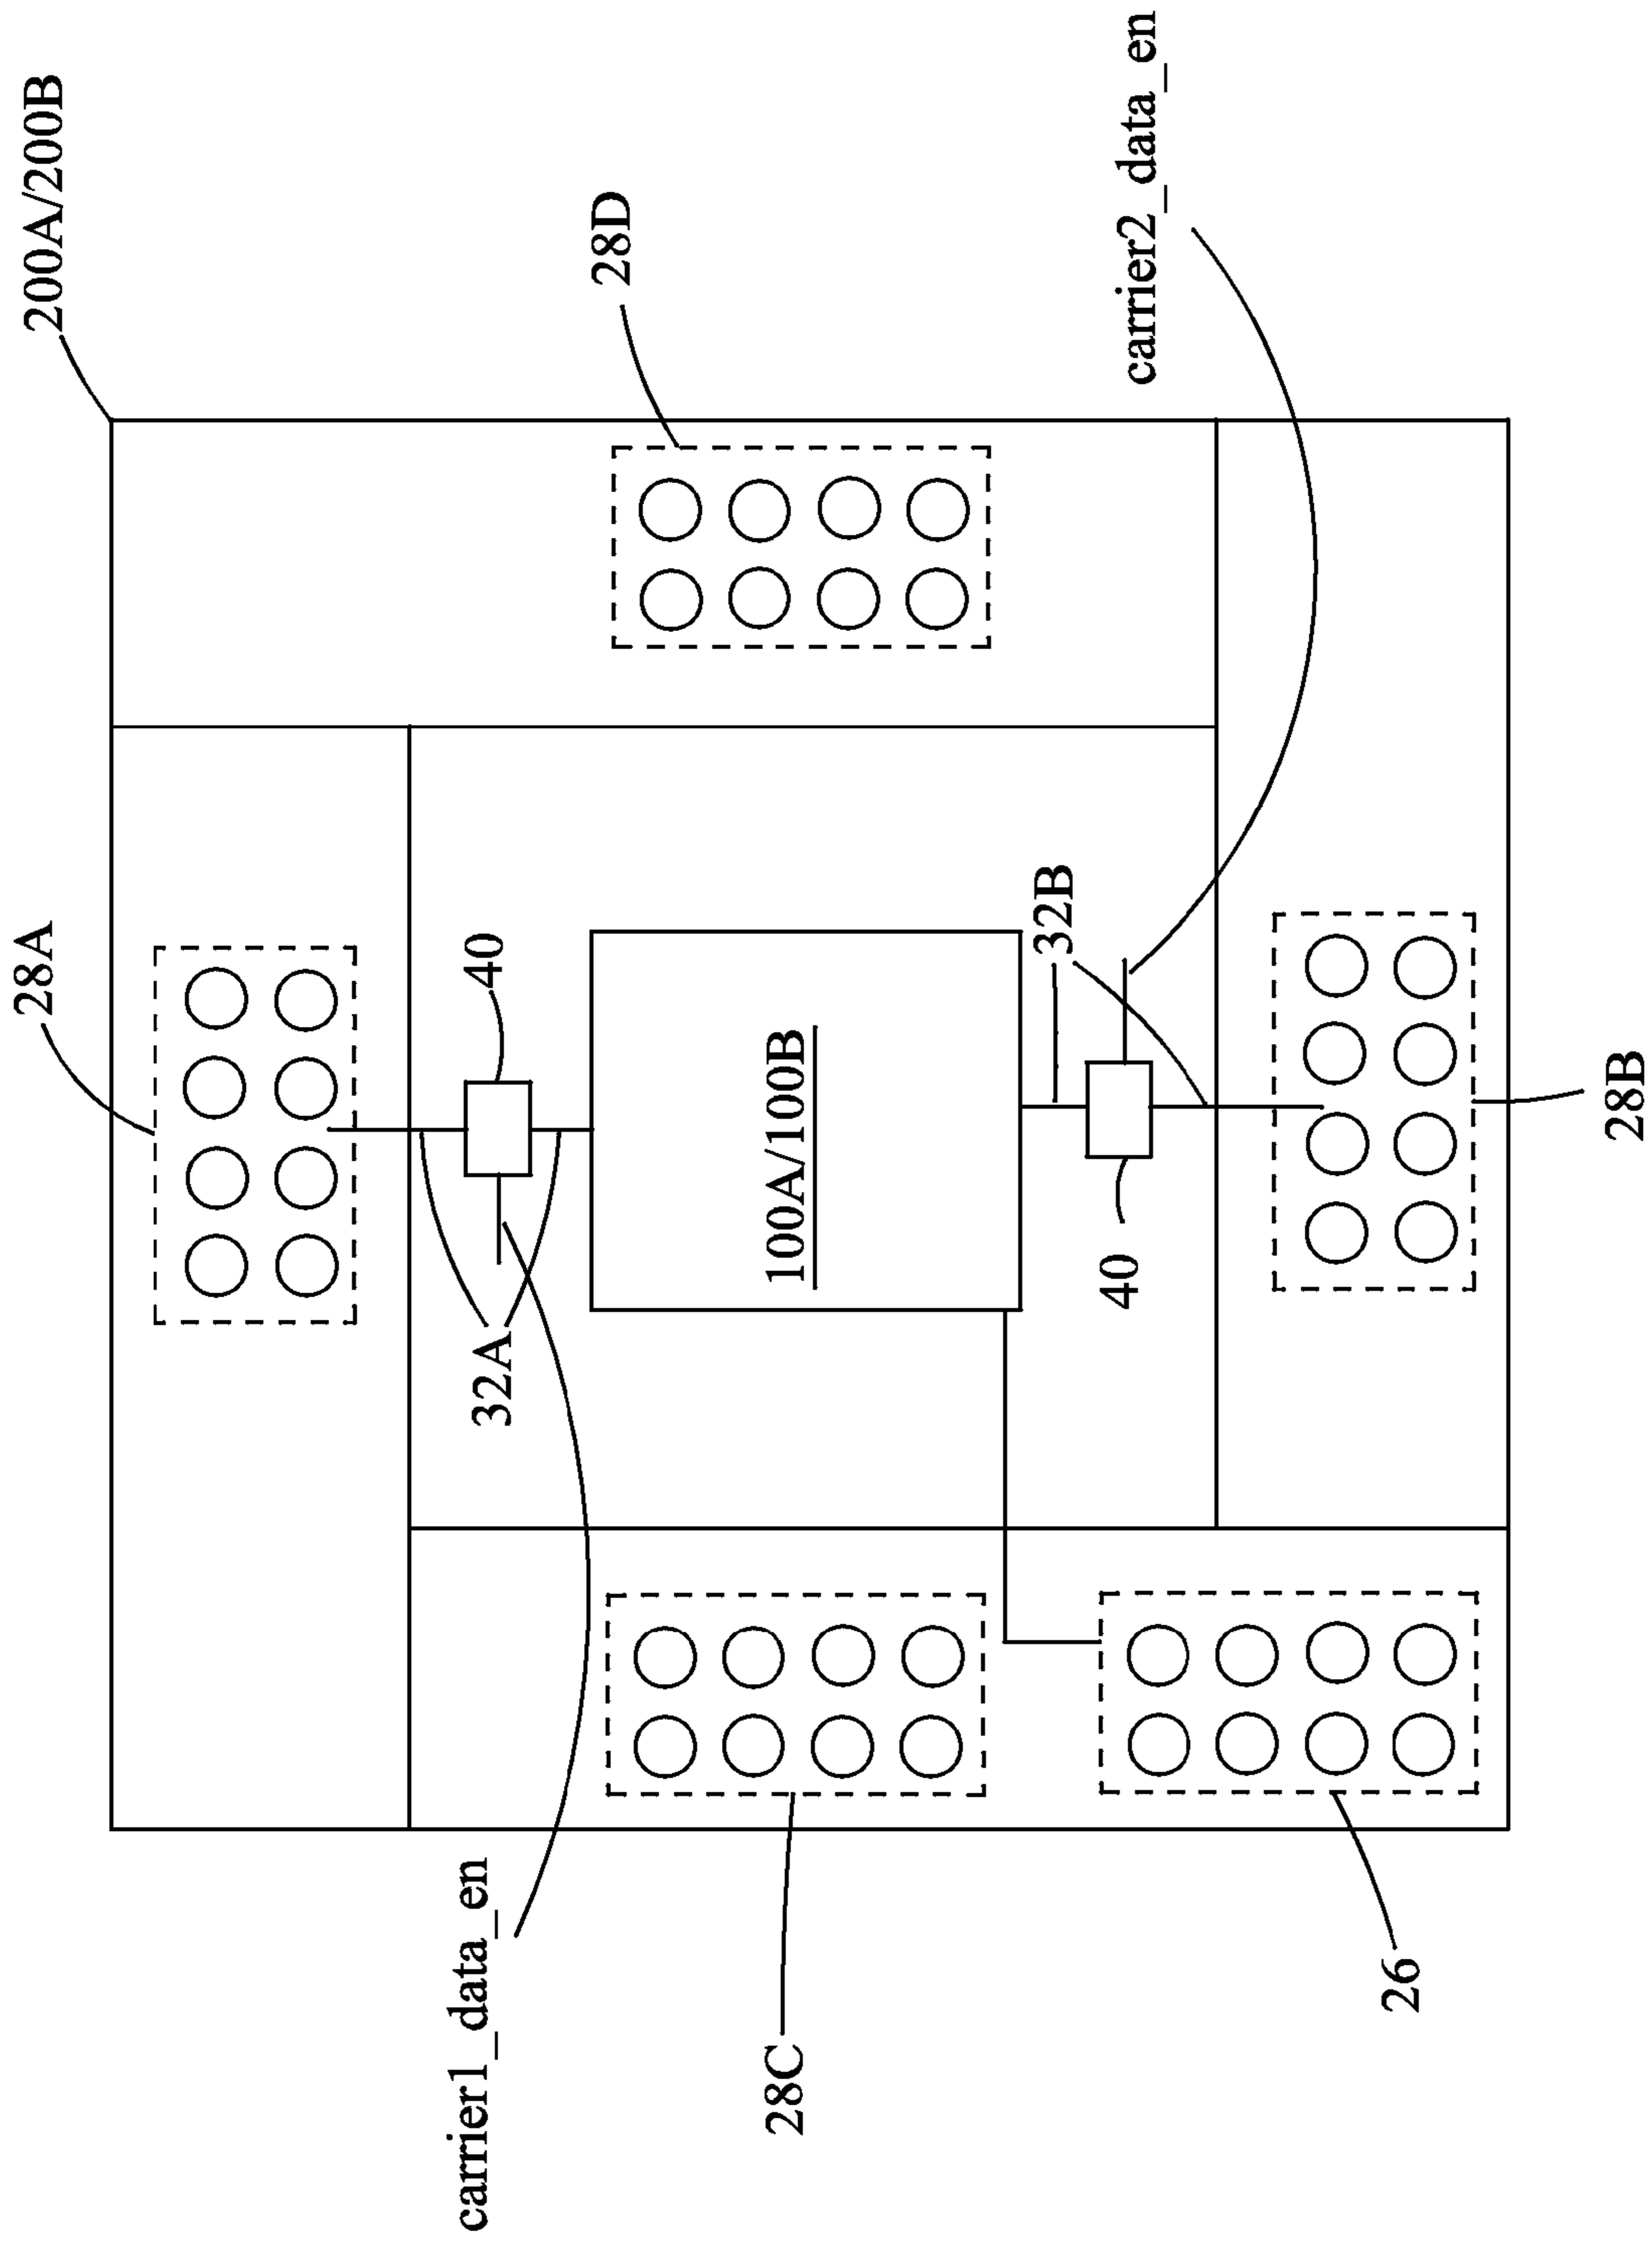 200A/200B
28D
carrier2_data_en
28A
40
32B
100A/100B
32A
40
28B
carrier1_data_en
28C
26